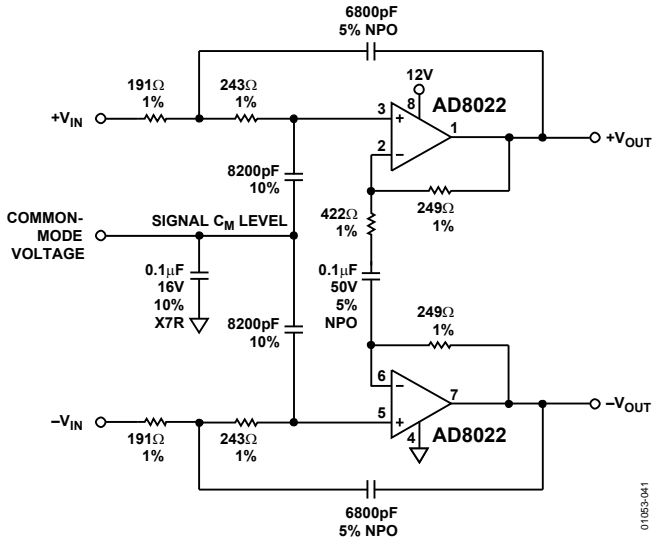 6800pF
5% NPO
12V
191Ω
1%
243Ω
1%
8
AD8022
+VIN
3
+
1
+VOUT
2
–
8200pF
10%
249Ω
1%
422Ω
1%
COMMON-
MODE
VOLTAGE
SIGNAL CM LEVEL
0.1µF
16V
10%
X7R
8200pF
10%
0.1µF
50V
5%
NPO
249Ω
1%
6
–
7
5
+
–VOUT
4
AD8022
–VIN
191Ω
1%
243Ω
1%
6800pF
5% NPO
01053-041